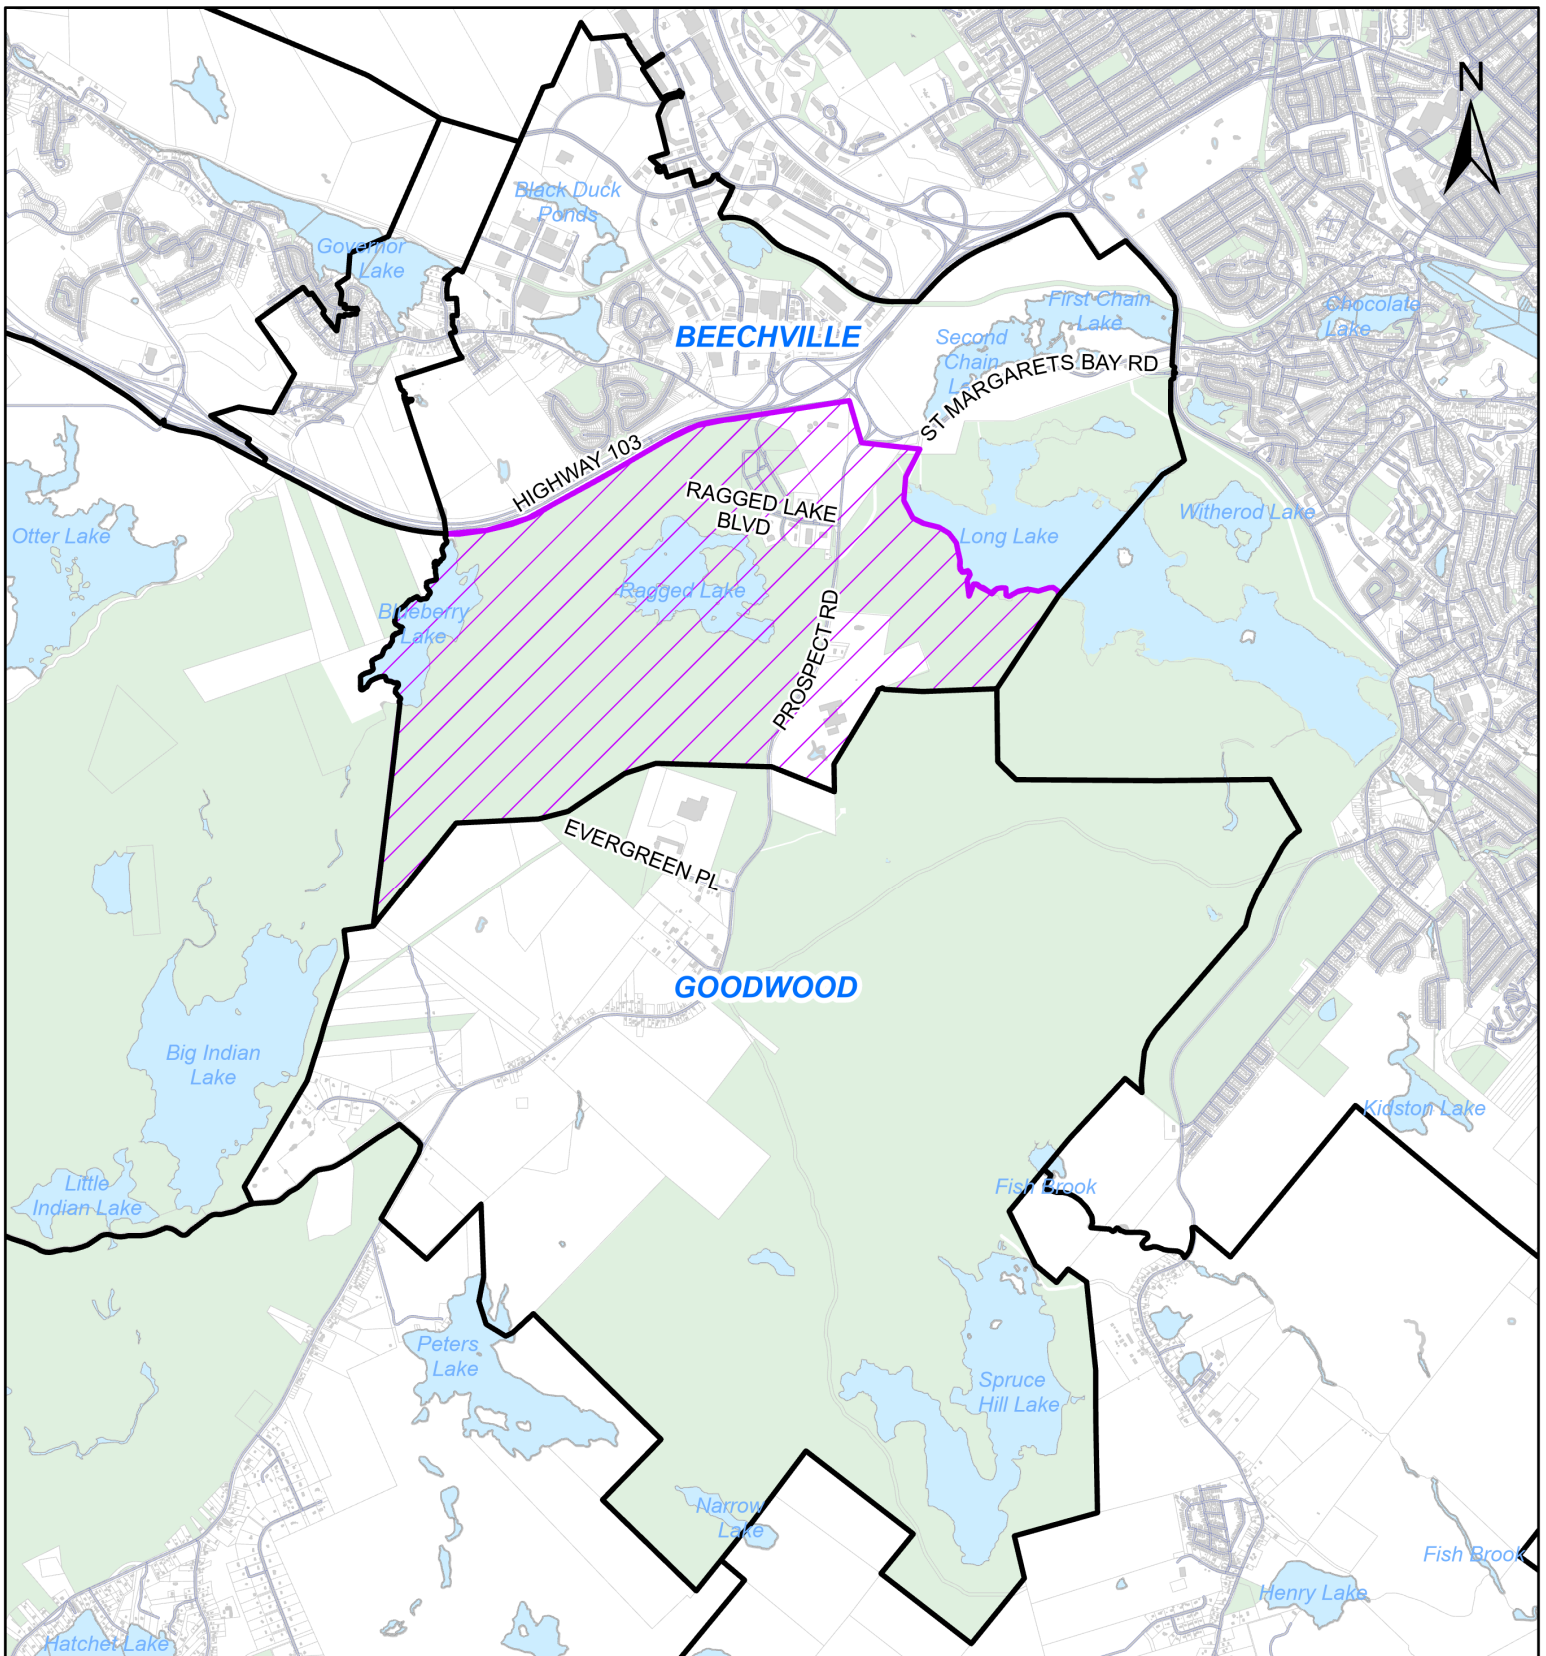 N
Black Duck
Ponds
Governor
Lake
First Chain
Lake
Chocolate
Lake
BEECHVILLE
Second
Chain
ST MARGARETS BAY RD
HIGHWAY 103
RAGGED LAKE
BLVD
Long Lake
Witherod Lake
Otter Lake
Ragged Lake
Blueberry
Lake
PROSPECT RD
EVERGREEN PL
GOODWOOD
Big Indian
Lake
Kidston Lake
Little
Indian Lake
Fish Brook
Peters
Lake
Spruce
Hill Lake
Narrow
Lake
Fish Brook
Henry Lake
Hatchet Lake